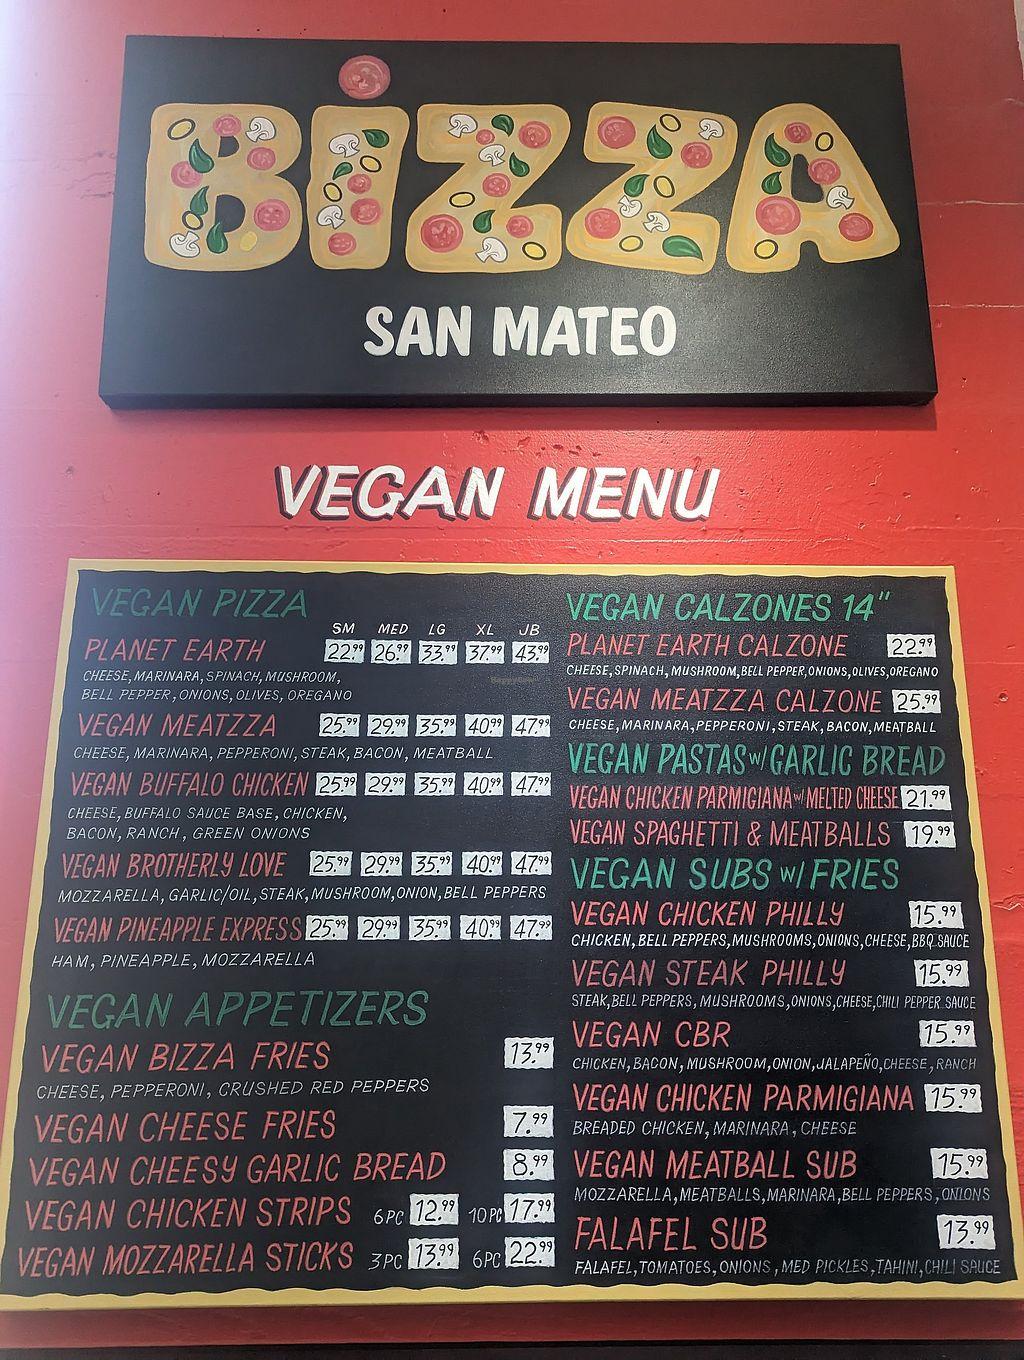 BIZZA
SAN MATEO
VEGAN MENU
VEGAN PIZZA
SM MED LG XL JB
PLANET EARTH 22.99 26.99 33.99 37.99 43.99
CHEESE, MARINARA, SPINACH, MUSHROOM,
BELL PEPPER, ONIONS, OLIVES, OREGANO
VEGAN MEATZZA 25.99 29.99 35.99 40.99 47.99
CHEESE, MARINARA, PEPPERONI, STEAK, BACON, MEATBALL
VEGAN BUFFALO CHICKEN 25.99 29.99 35.99 40.99 47.99
CHEESE, BUFFALO SAUCE BASE, CHICKEN,
BACON, RANCH, GREEN ONIONS
VEGAN BROTHERLY LOVE 25.99 29.99 35.99 40.99 47.99
MOZZARELLA, GARLIC/OIL, STEAK, MUSHROOM, ONION, BELL PEPPERS
VEGAN PINEAPPLE EXPRESS 25.99 29.99 35.99 40.99 47.99
HAM, PINEAPPLE, MOZZARELLA
VEGAN APPETIZERS
VEGAN BIZZA FRIES 13.99
CHEESE, PEPPERONI, CRUSHED RED PEPPERS
VEGAN CHEESE FRIES 7.99
VEGAN CHEESY GARLIC BREAD 8.99
VEGAN CHICKEN STRIPS 6PC 12.99 10PC 17.99
VEGAN MOZZARELLA STICKS 3PC 13.99 6PC 22.99
VEGAN CALZONES 14"
PLANET EARTH CALZONE 22.99
CHEESE, SPINACH, MUSHROOM, BELL PEPPER, ONIONS, OLIVES, OREGANO
VEGAN MEATZZA CALZONE 25.99
CHEESE, MARINARA, PEPPERONI, STEAK, BACON, MEATBALL
VEGAN PASTAS W/ GARLIC BREAD
VEGAN CHICKEN PARMIGIANA W/ MELTED CHEESE 21.99
VEGAN SPAGHETTI & MEATBALLS 19.99
VEGAN SUBS W/ FRIES
VEGAN CHICKEN PHILLY 15.99
CHICKEN, BELL PEPPERS, MUSHROOMS, ONIONS, CHEESE, BBQ SAUCE
VEGAN STEAK PHILLY 15.99
STEAK, BELL PEPPERS, MUSHROOMS, ONIONS, CHEESE, CHILI PEPPER SAUCE
VEGAN CBR 15.99
CHICKEN, BACON, MUSHROOM, ONION, JALAPEÑO, CHEESE, RANCH
VEGAN CHICKEN PARMIGIANA 15.99
BREADED CHICKEN, MARINARA, CHEESE
VEGAN MEATBALL SUB 15.99
MOZZARELLA, MEATBALLS, MARINARA, BELL PEPPERS, ONIONS
FALAFEL SUB 13.99
FALAFEL, TOMATOES, ONIONS, MED PICKLES, TAHINI, CHILI SAUCE